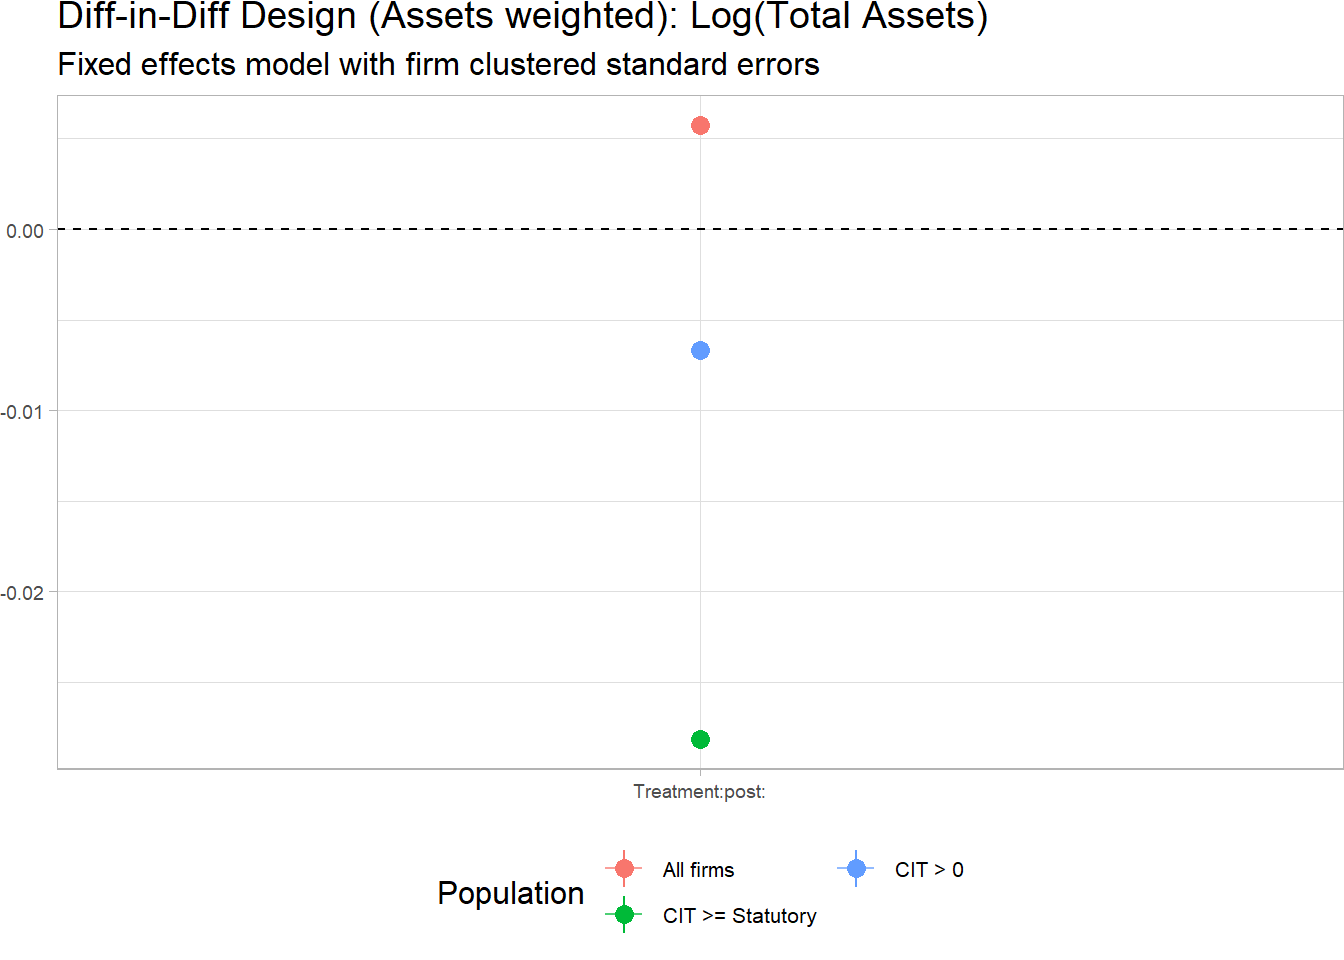 Diff-in-Diff Design (Assets weighted): Log(Total Assets)
Fixed effects model with firm clustered standard errors
0.00
-0.01
-0.02
Treatment:post:
Population
All firms
CIT > 0
CIT >= Statutory